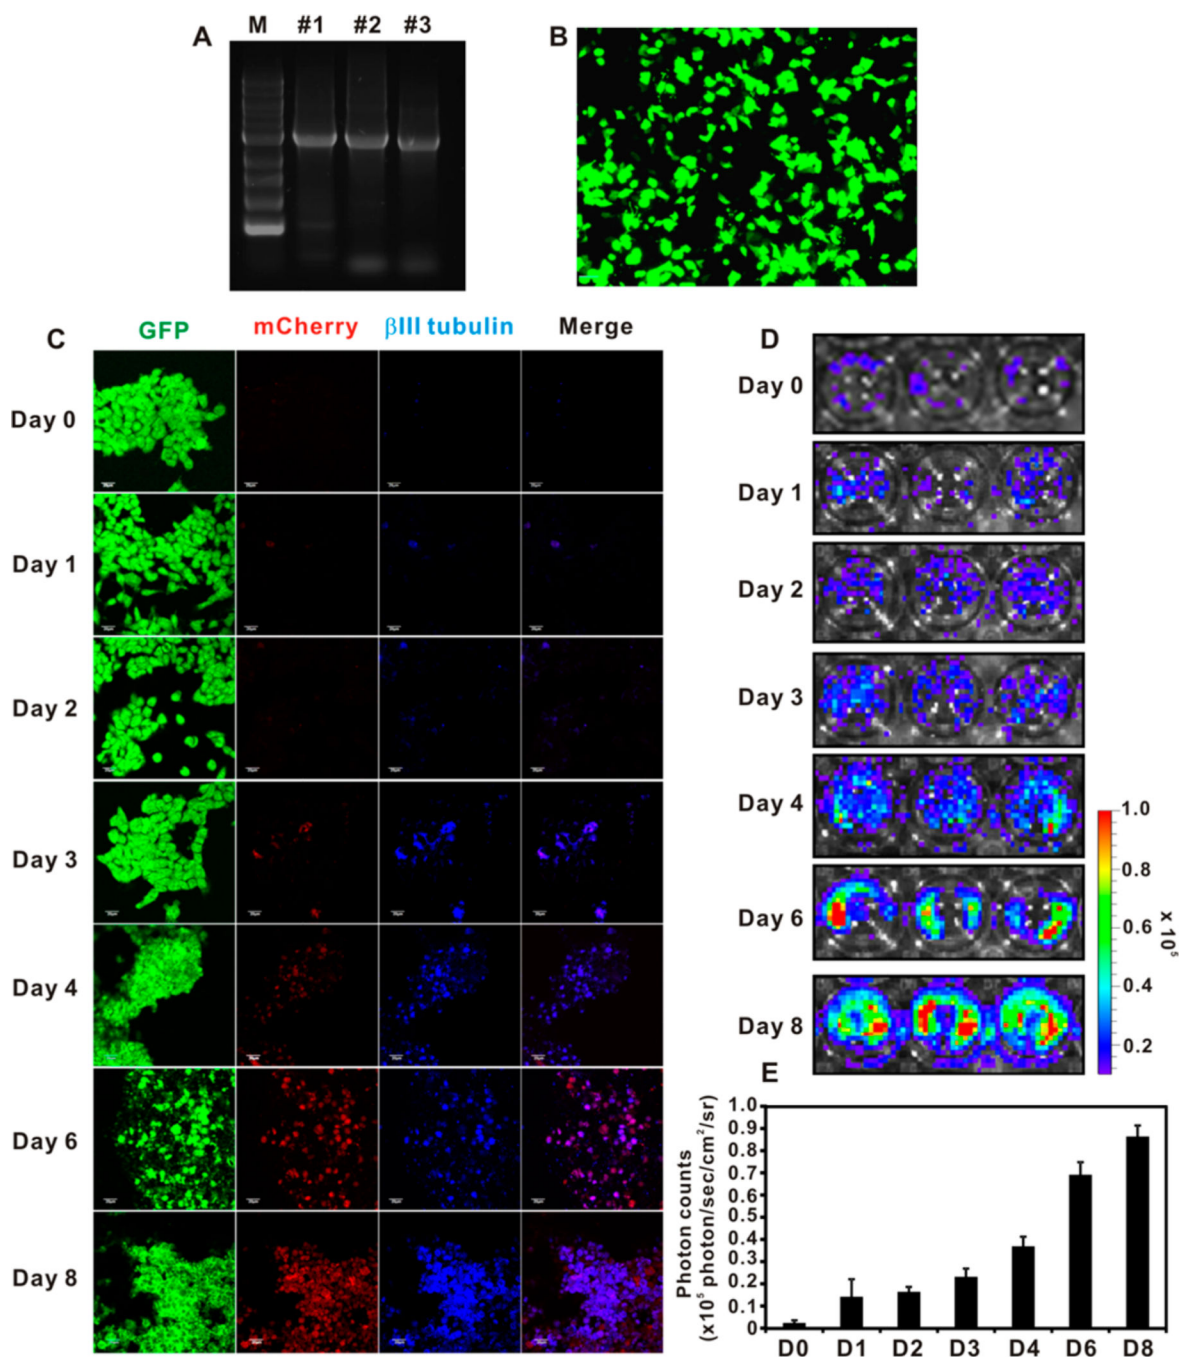 A
M #1 #2 #3
B
C
GFP mCherry βIII tubulin Merge
Day 0
Day 1
Day 2
Day 3
Day 4
Day 6
Day 8
D
Day 0
Day 1
Day 2
Day 3
Day 4
Day 6
Day 8
1.0
0.8
0.6
0.4
0.2
x 10⁵
E
Photon counts
(x10⁵ photon/sec/cm²/sr)
1.0
0.9
0.8
0.7
0.6
0.5
0.4
0.3
0.2
0.1
0
D0 D1 D2 D3 D4 D6 D8